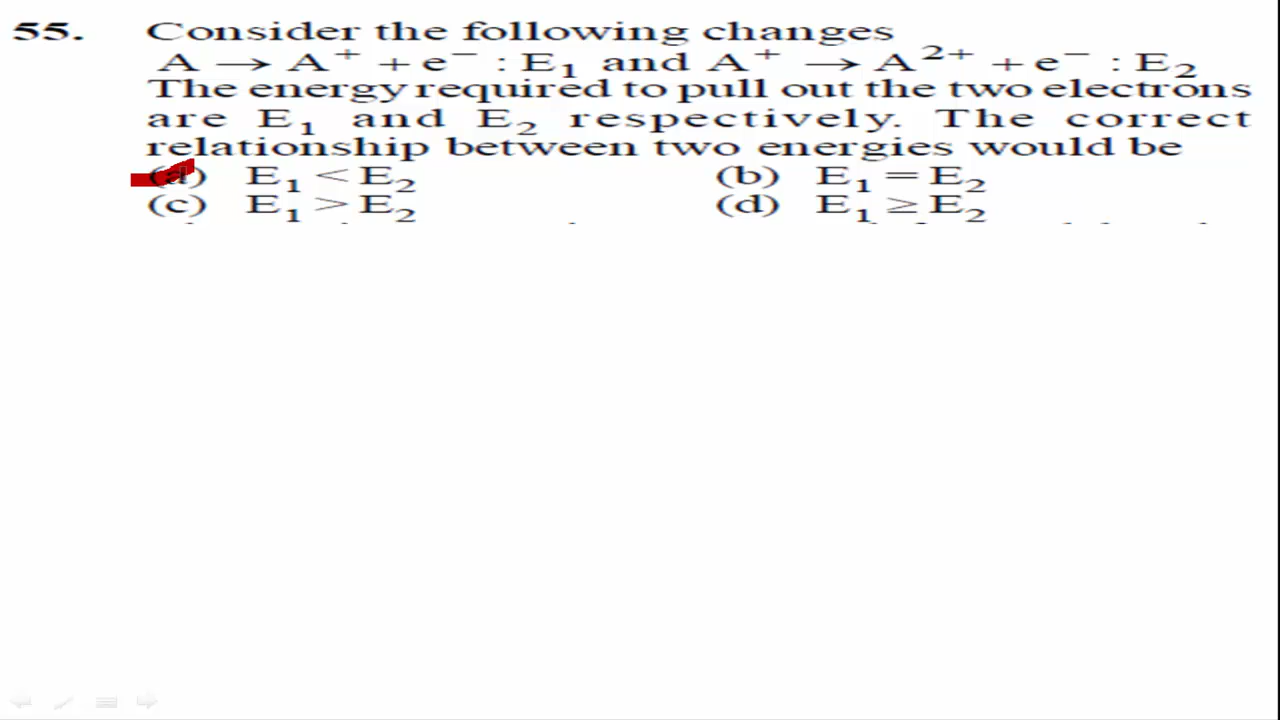 55. Consider the following changes
A → A⁺ + e⁻ : E₁ and A⁺ → A²⁺ + e⁻ : E₂
The energy required to pull out the two electrons
are E₁ and E₂ respectively. The correct
relationship between two energies would be
(a) E₁ < E₂ (b) E₁ = E₂
(c) E₁ > E₂ (d) E₁ ≥ E₂